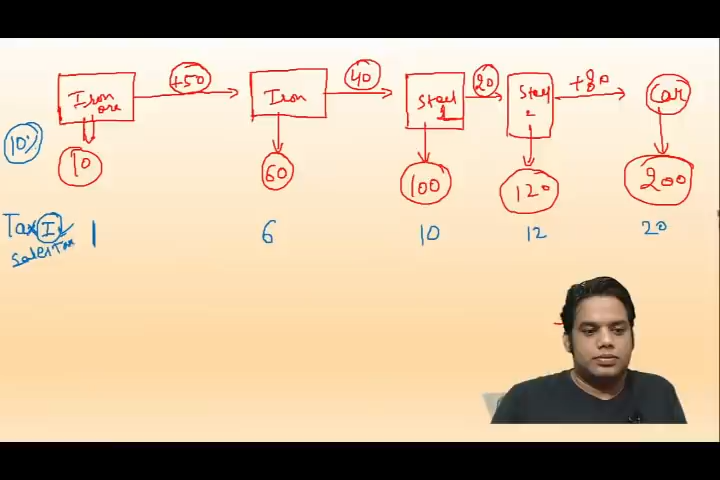 +50 40 20 +80
Iron ore Iron Steel 1 Steel Car
10%
10 60 100 120 200
Tax I 1 6 10 12 20
Sales Tax